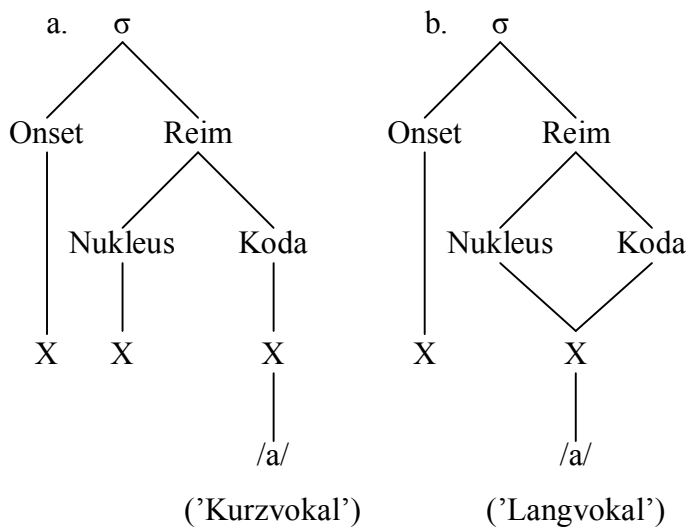 a. σ b. σ
Onset Reim Onset Reim
Nukleus Koda Nukleus Koda
X X X X X
/a/ /a/
(’Kurzvokal’) (’Langvokal’)